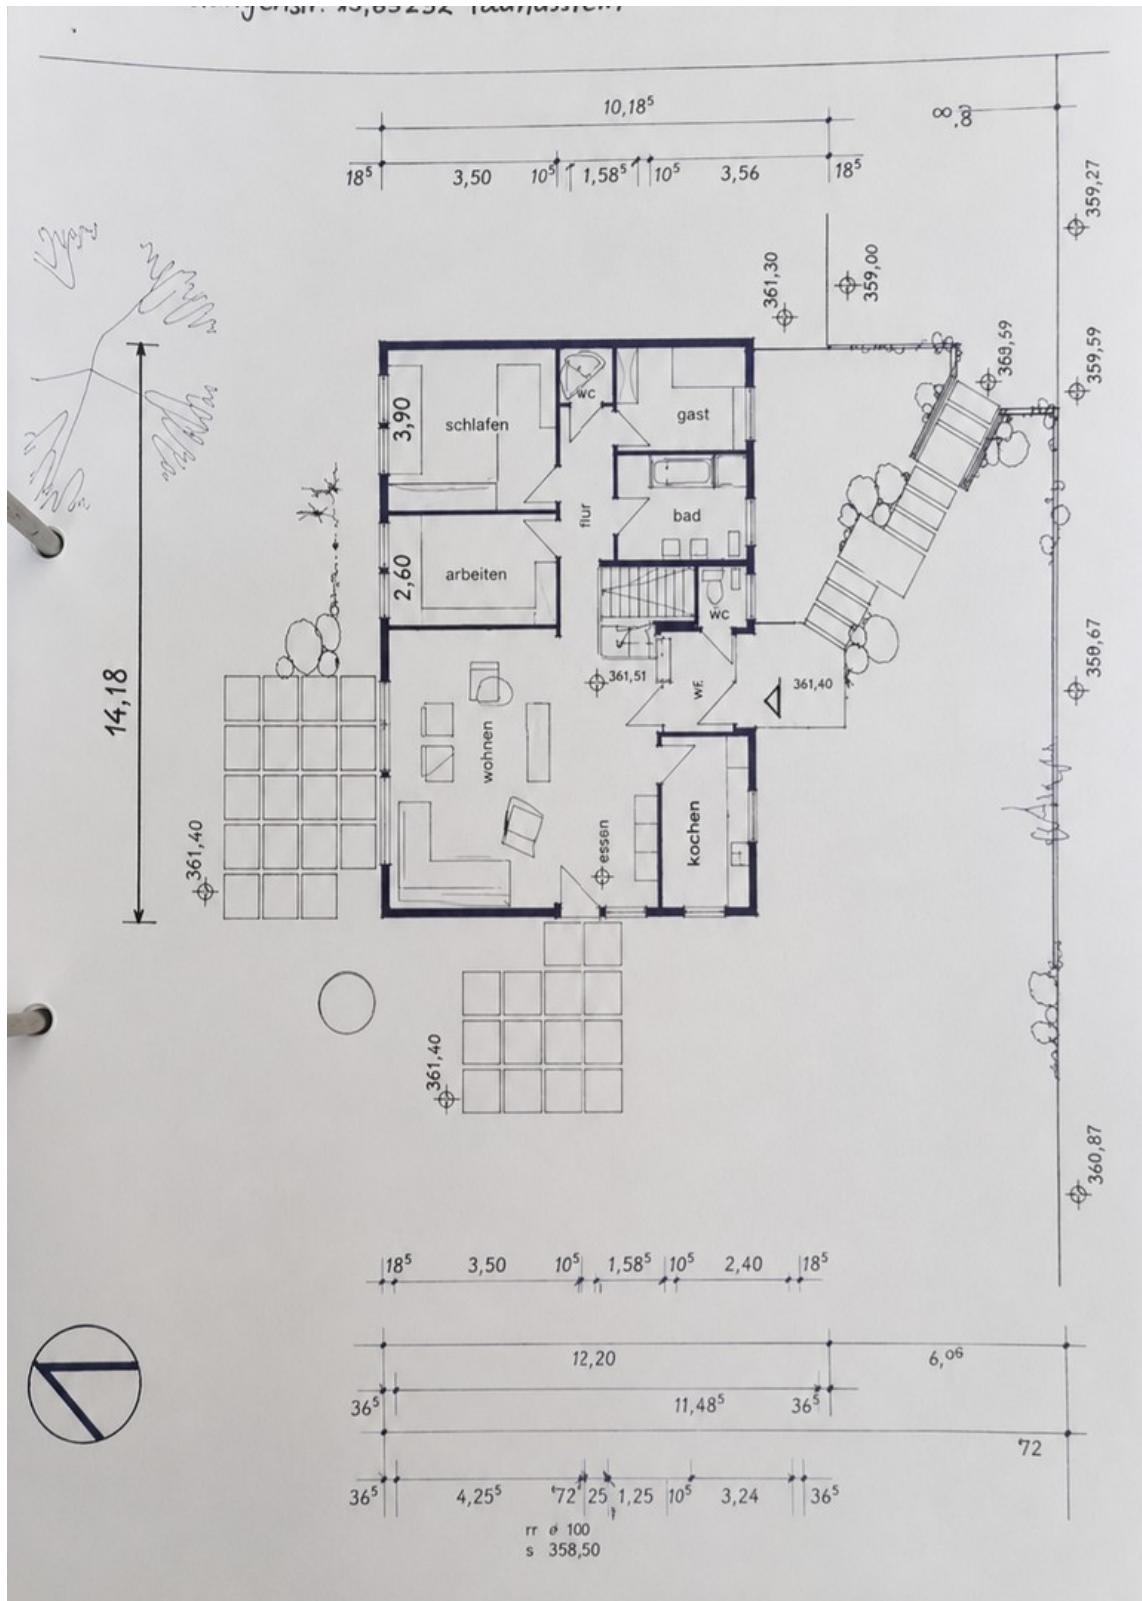 10,18⁵
∞,8
18⁵ 3,50 10⁵ 1,58⁵ 10⁵ 3,56 18⁵
359,27
361,30
359,00
359,59
3,90
schlafen
wc
gast
flur
bad
2,60
arbeiten
wc
361,51
wf.
361,40
14,18
wohnen
kochen
essen
361,40
361,40
360,87
18⁵ 3,50 10⁵ 1,58⁵ 10⁵ 2,40 18⁵
12,20 6,06
36⁵ 11,48⁵ 36⁵
72
36⁵ 4,25⁵ 72 25 1,25 10⁵ 3,24 36⁵
rr ø 100
s 358,50